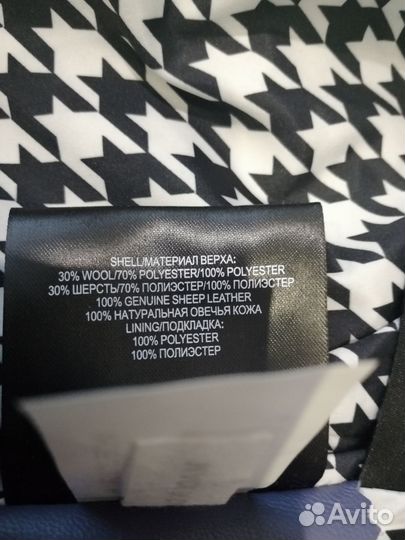 SHELL/МАТЕРИАЛ ВЕРХА:
30% WOOL/70% POLYESTER/100% POLYESTER
30% ШЕРСТЬ/70% ПОЛИЭСТЕР/100% ПОЛИЭСТЕР
100% GENUINE SHEEP LEATHER
100% НАТУРАЛЬНАЯ ОВЕЧЬЯ КОЖА
LINING/ПОДКЛАДКА:
100% POLYESTER
100% ПОЛИЭСТЕР
Avito